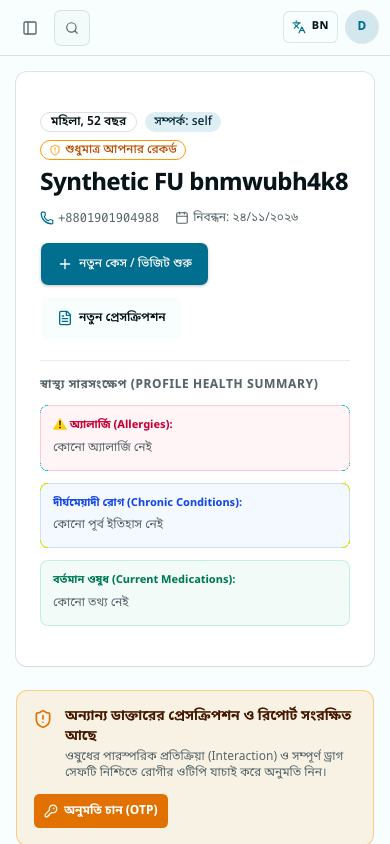 BN
D
মহিলা, 52 বছর
সম্পর্ক: self
শুধুমাত্র আপনার রেকর্ড
Synthetic FU bnmwubh4k8
+8801901904988
নিবন্ধন: ২৪/১১/২০২৬
নতুন কেস / ভিজিট শুরু
নতুন প্রেসক্রিপশন
স্বাস্থ্য সারসংক্ষেপ (PROFILE HEALTH SUMMARY)
⚠️ অ্যালার্জি (Allergies):
কোনো অ্যালার্জি নেই
দীর্ঘমেয়াদী রোগ (Chronic Conditions):
কোনো পূর্ব ইতিহাস নেই
বর্তমান ওষুধ (Current Medications):
কোনো তথ্য নেই
অন্যান্য ডাক্তারের প্রেসক্রিপশন ও রিপোর্ট সংরক্ষিত
আছে
ওষুধের পারস্পরিক প্রতিক্রিয়া (Interaction) ও সম্পূর্ণ ড্রাগ
সেফটি নিশ্চিতে রোগীর ওটিপি যাচাই করে অনুমতি নিন।
অনুমতি চান (OTP)